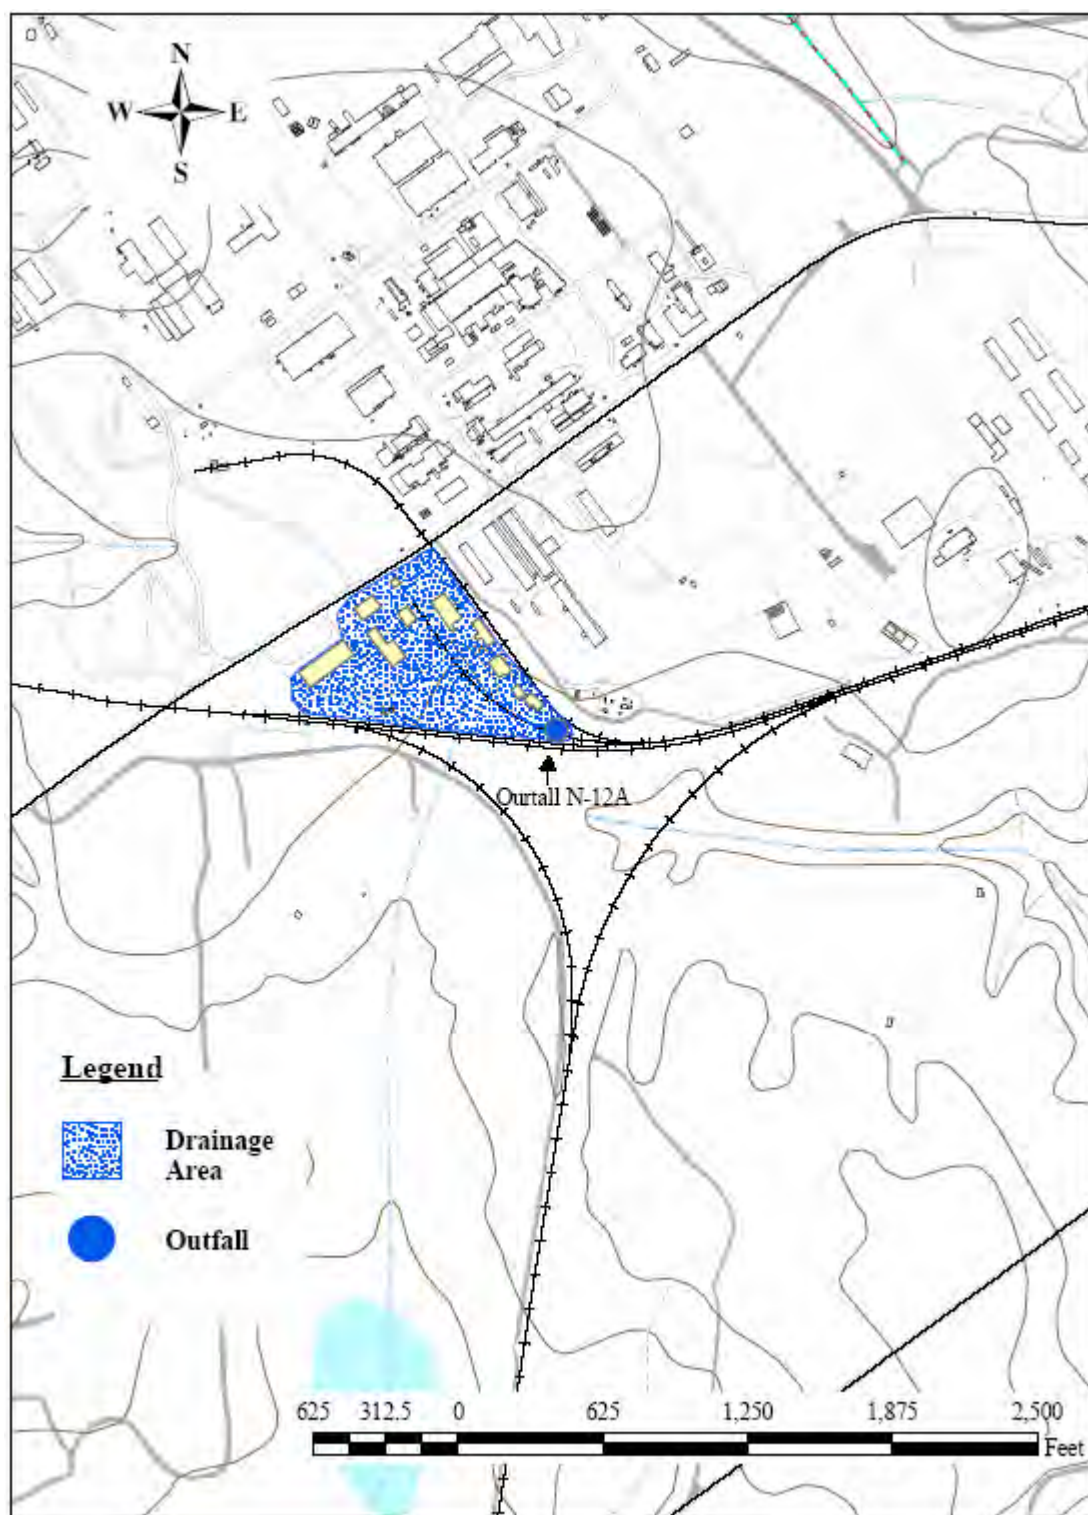 N
W E
S
Ourtall N-12A
Legend
Drainage
Area
Outfall
625 312.5 0 625 1,250 1,875 2,500
Feet